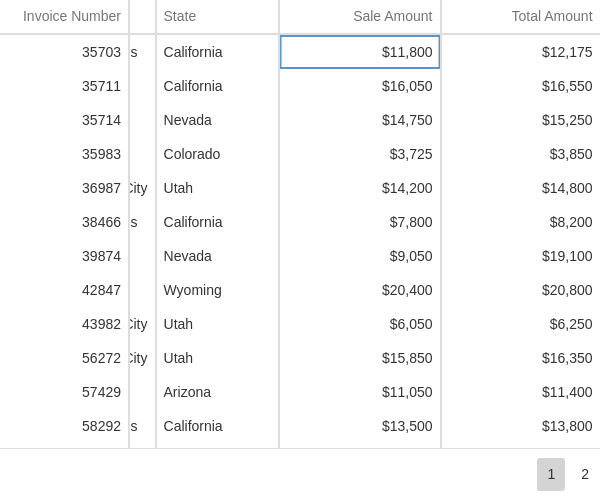 Invoice Number State Sale Amount Total Amount
35703 s California $11,800 $12,175
35711 California $16,050 $16,550
35714 Nevada $14,750 $15,250
35983 Colorado $3,725 $3,850
36987 City Utah $14,200 $14,800
38466 s California $7,800 $8,200
39874 Nevada $9,050 $19,100
42847 Wyoming $20,400 $20,800
43982 City Utah $6,050 $6,250
56272 City Utah $15,850 $16,350
57429 Arizona $11,050 $11,400
58292 s California $13,500 $13,800
1 2